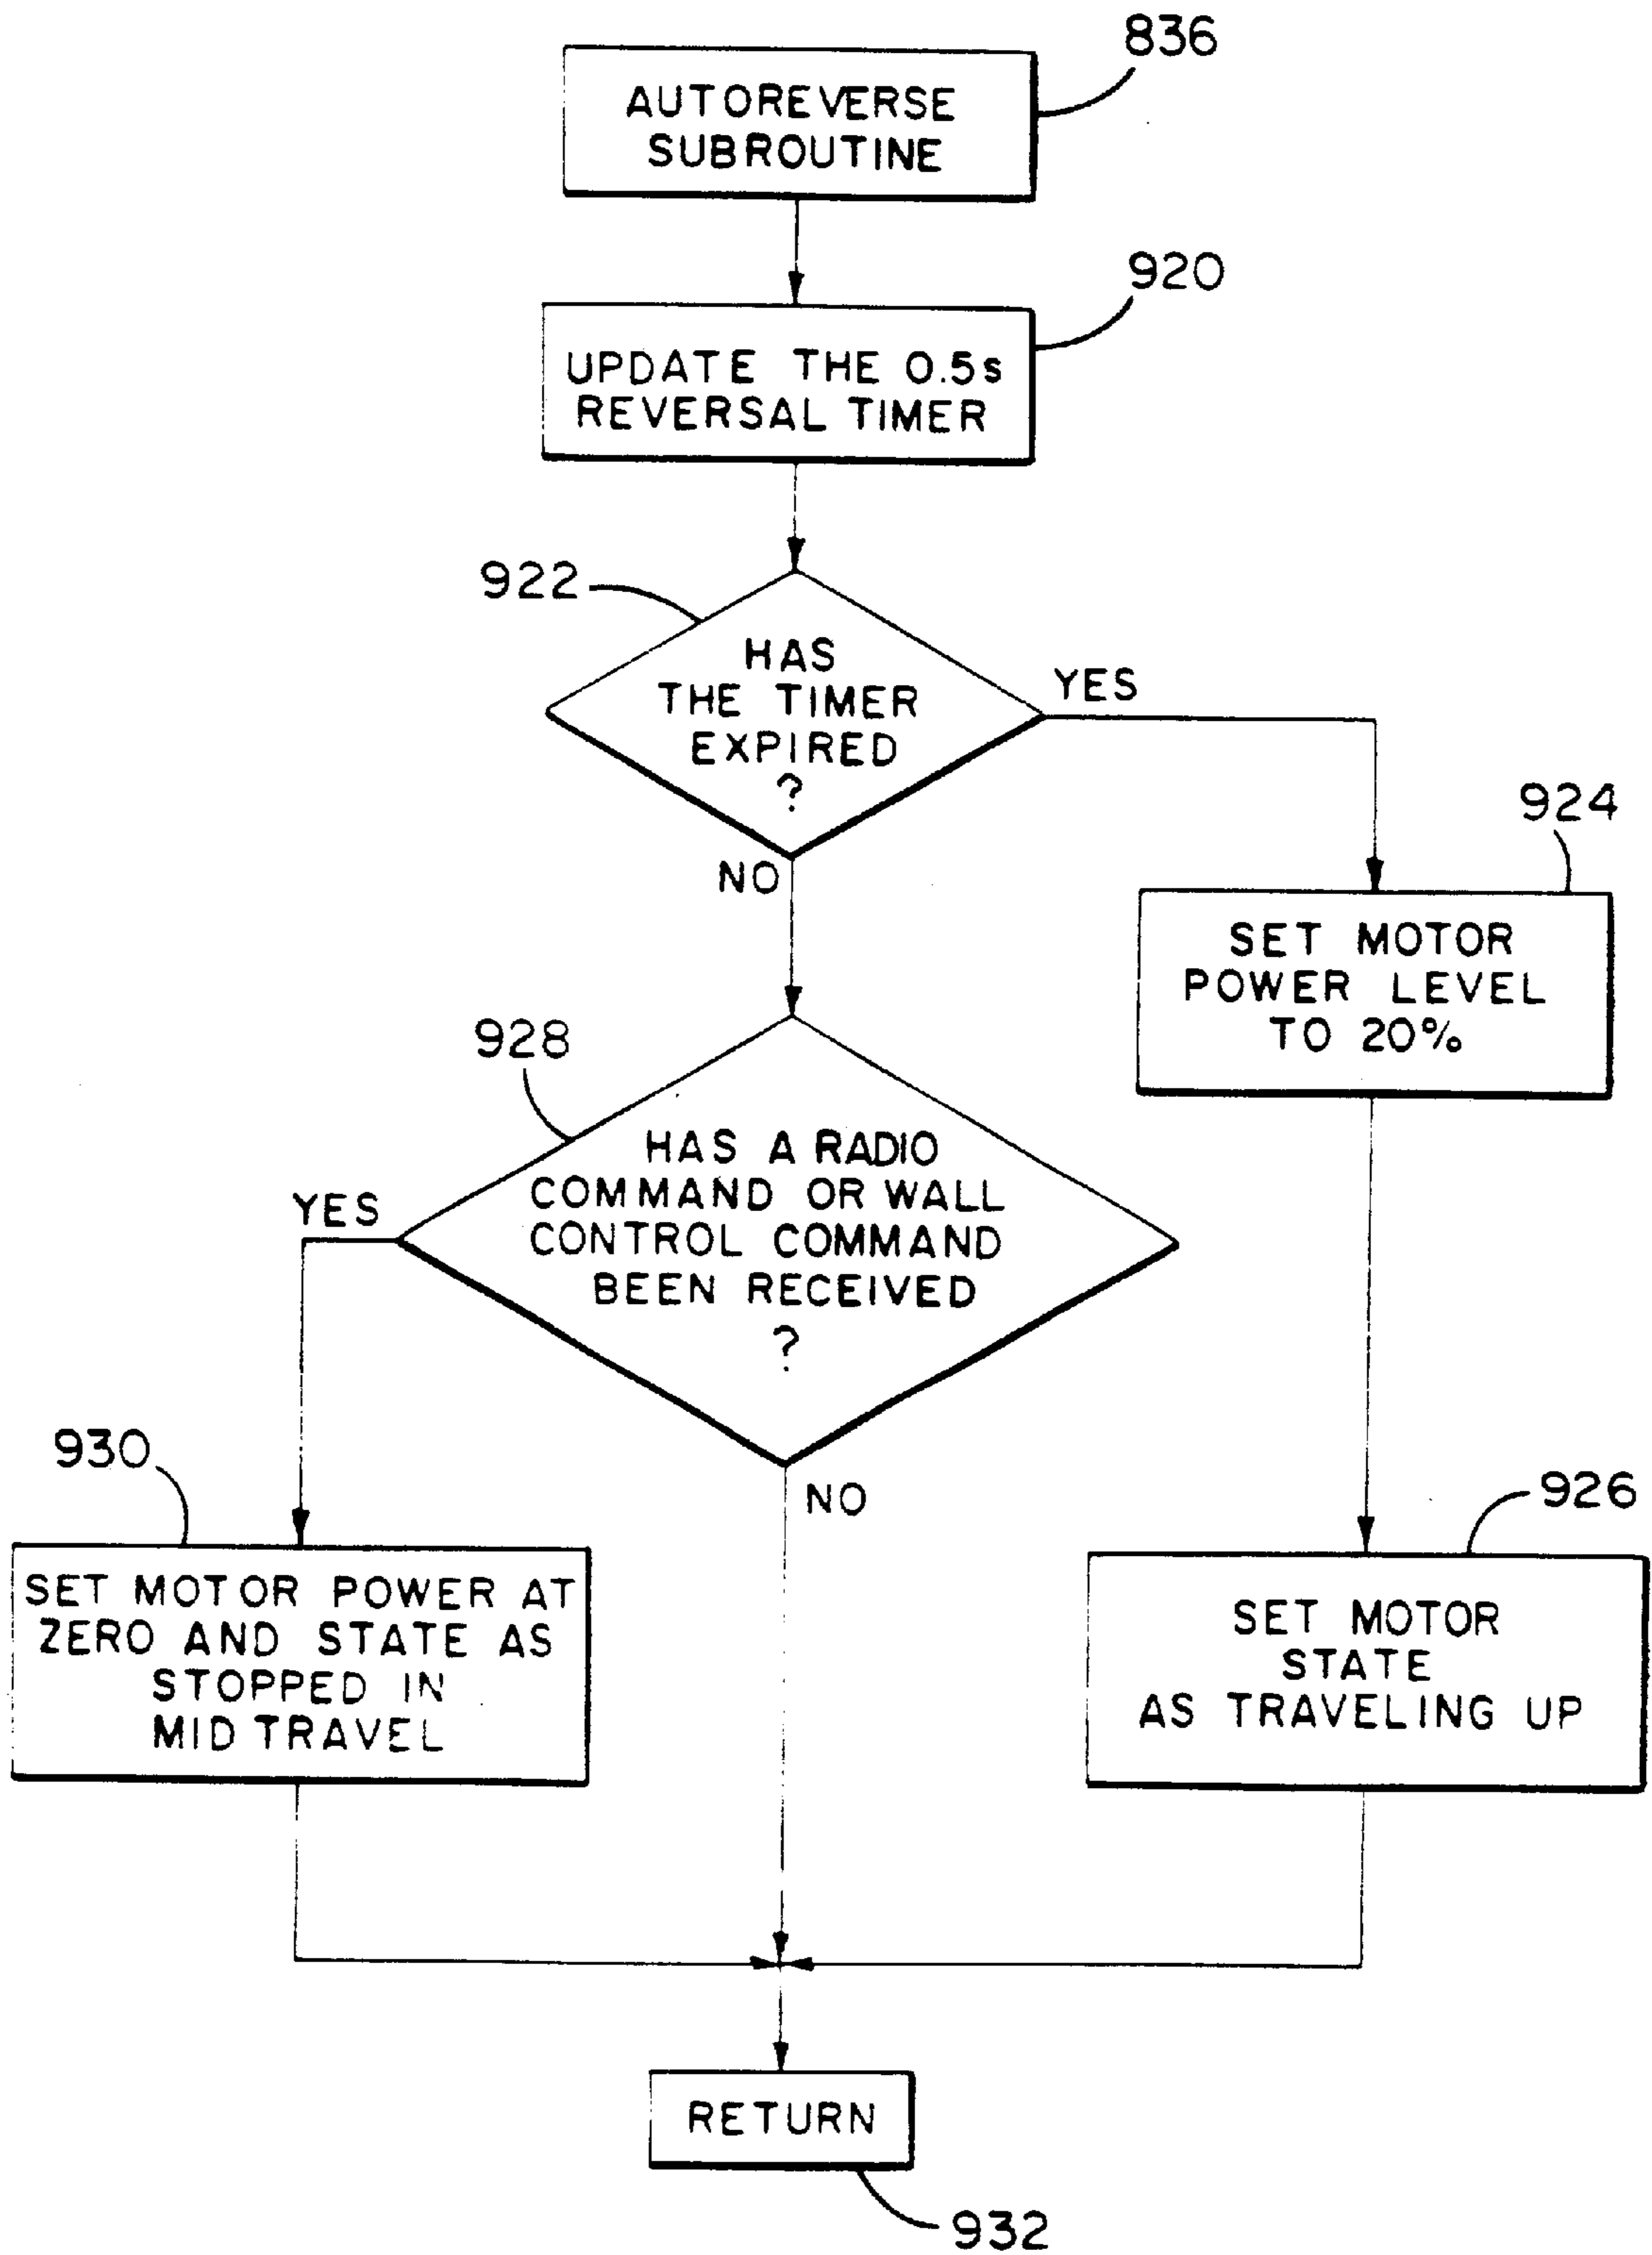 836
AUTOREVERSE
SUBROUTINE
920
UPDATE THE 0.5s
REVERSAL TIMER
922
HAS
THE TIMER
EXPIRED
?
YES
NO
924
SET MOTOR
POWER LEVEL
TO 20%
928
HAS A RADIO
COMMAND OR WALL
CONTROL COMMAND
BEEN RECEIVED
?
YES
NO
930
SET MOTOR POWER AT
ZERO AND STATE AS
STOPPED IN
MID TRAVEL
926
SET MOTOR
STATE
AS TRAVELING UP
RETURN
932